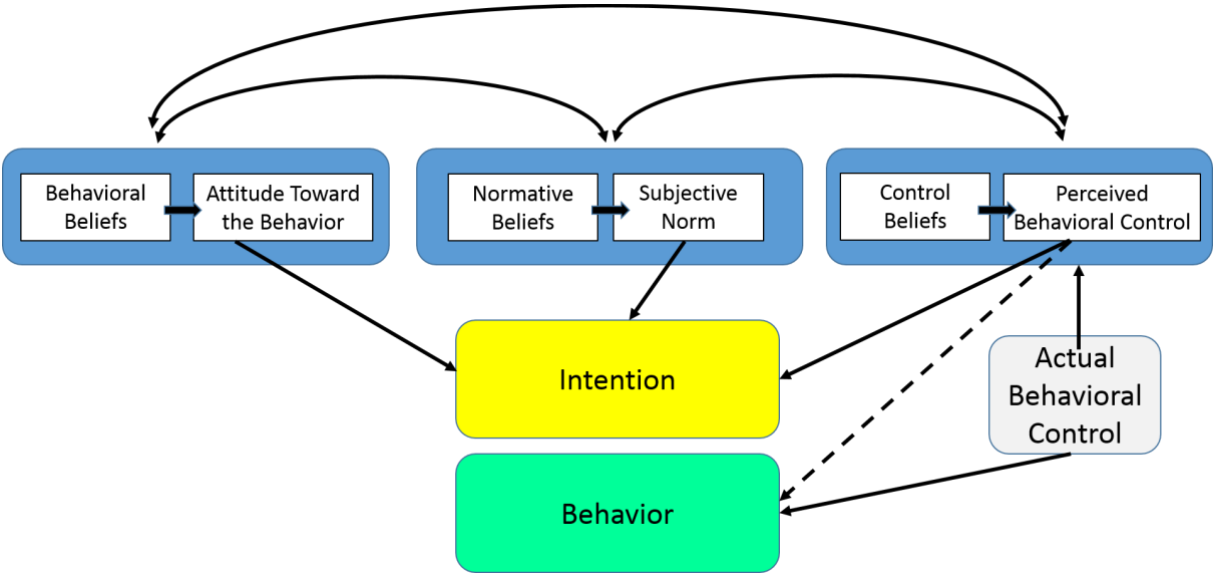 Behavioral
Beliefs
Attitude Toward
the Behavior
Normative
Beliefs
Subjective
Norm
Control
Beliefs
Perceived
Behavioral Control
Intention
Actual
Behavioral
Control
Behavior